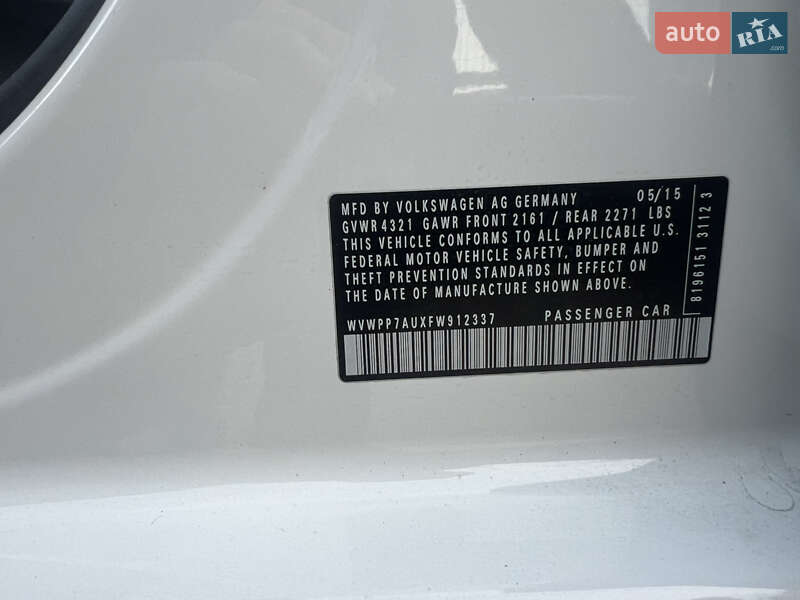 auto RIA
MFD BY VOLKSWAGEN AG GERMANY 05/15
GVWR 4321 GAWR FRONT 2161 / REAR 2271 LBS
THIS VEHICLE CONFORMS TO ALL APPLICABLE U.S.
FEDERAL MOTOR VEHICLE SAFETY, BUMPER AND
THEFT PREVENTION STANDARDS IN EFFECT ON
THE DATE OF MANUFACTURE SHOWN ABOVE.
WVWPP7AUXFW912337 PASSENGER CAR
8196151 3112 3